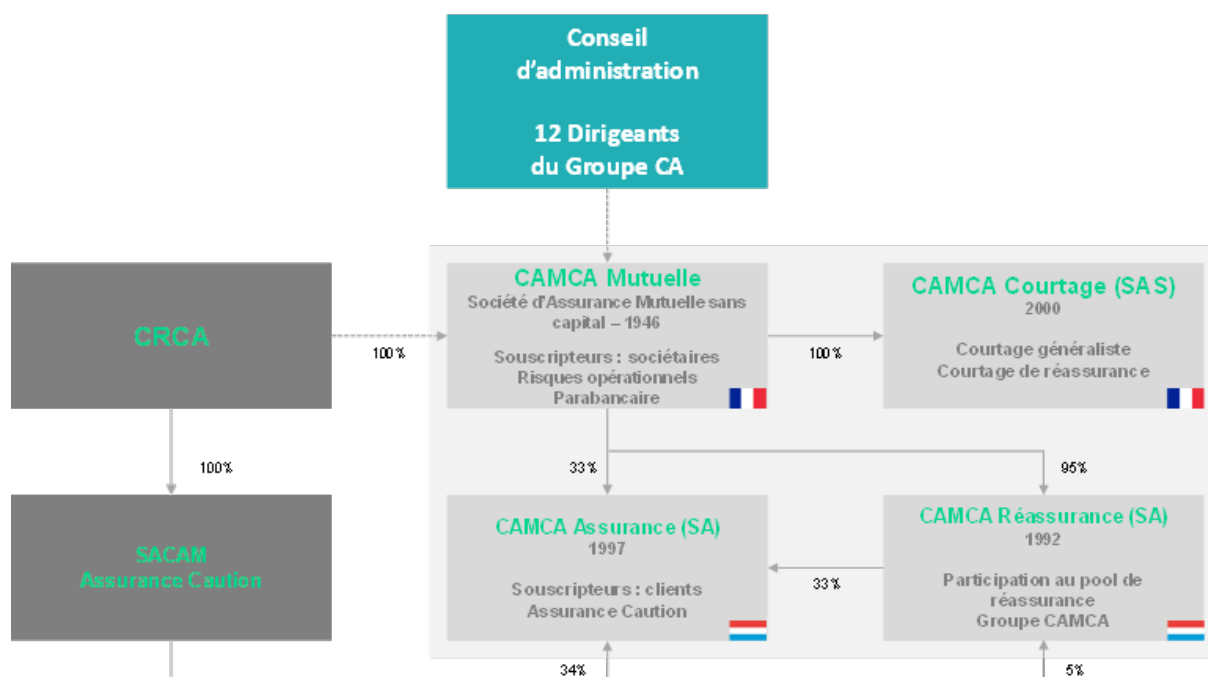 Conseil
d'administration
12 Dirigeants
du Groupe CA
CRCA
100%
CAMCA Mutuelle
Société d'Assurance Mutuelle sans
capital – 1946
Souscripteurs : sociétaires
Risques opérationnels
Parabancaire
100%
CAMCA Courtage (SAS)
2000
Courtage généraliste
Courtage de réassurance
100%
33%
95%
SACAM
Assurance Caution
CAMCA Assurance (SA)
1997
Souscripteurs : clients
Assurance Caution
33%
CAMCA Réassurance (SA)
1992
Participation au pool de
réassurance
Groupe CAMCA
34%
5%